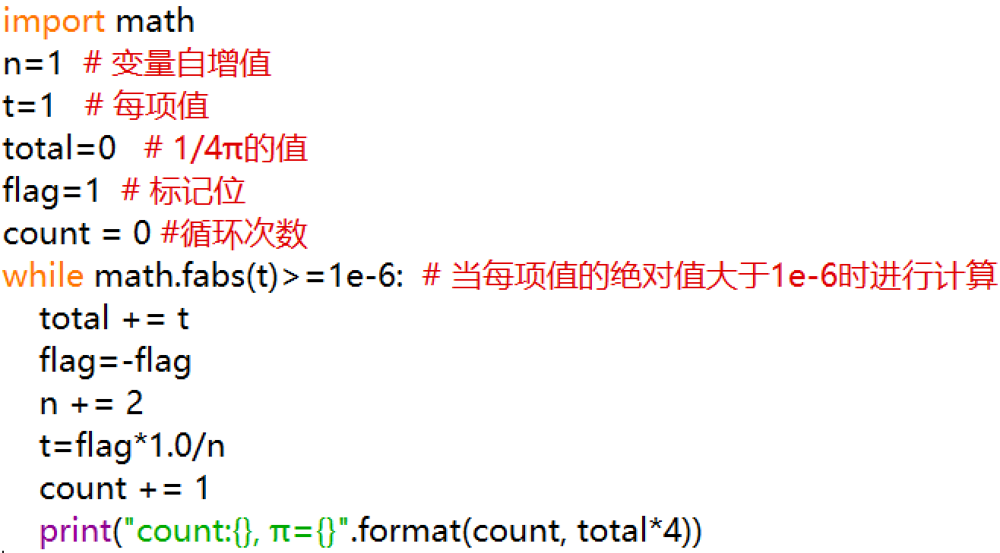 import math
n=1  # 变量自增值
t=1   # 每项值
total=0   # 1/4π的值
flag=1  # 标记位
count = 0 #循环次数
while math.fabs(t)>=1e-6:  # 当每项值的绝对值大于1e-6时进行计算
    total += t
    flag=-flag
    n += 2
    t=flag*1.0/n
    count += 1
    print("count:{}, π={}".format(count, total*4))